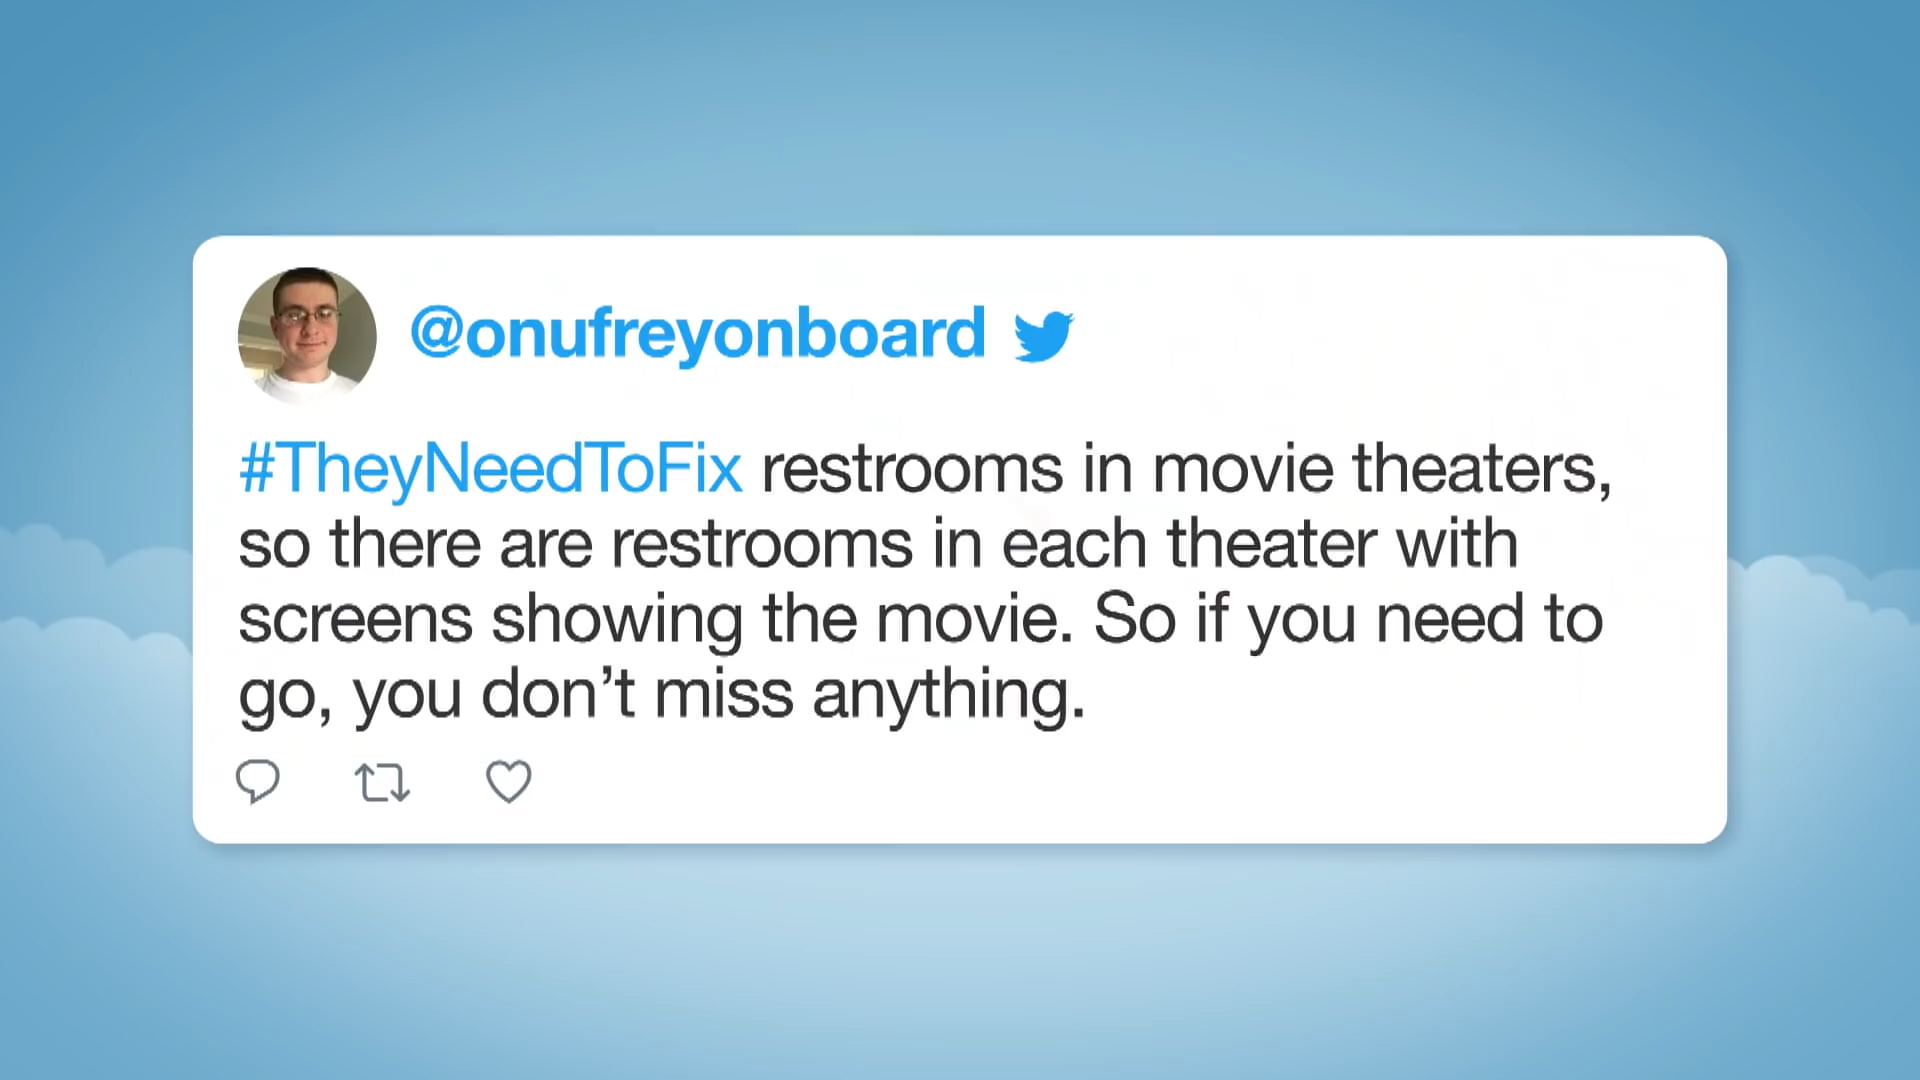 @onufreyonboard
#TheyNeedToFix restrooms in movie theaters,
so there are restrooms in each theater with
screens showing the movie. So if you need to
go, you don’t miss anything.